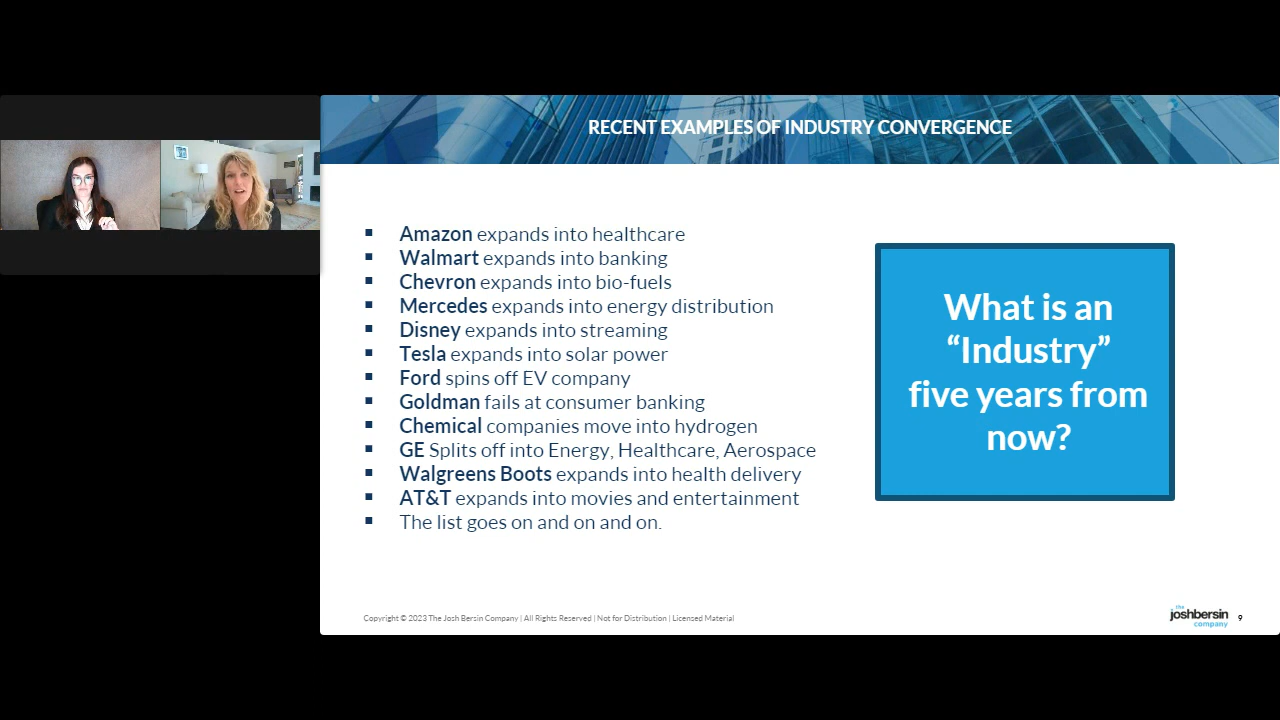 RECENT EXAMPLES OF INDUSTRY CONVERGENCE
▪ Amazon expands into healthcare
▪ Walmart expands into banking
▪ Chevron expands into bio-fuels
▪ Mercedes expands into energy distribution
▪ Disney expands into streaming
▪ Tesla expands into solar power
▪ Ford spins off EV company
▪ Goldman fails at consumer banking
▪ Chemical companies move into hydrogen
▪ GE Splits off into Energy, Healthcare, Aerospace
▪ Walgreens Boots expands into health delivery
▪ AT&T expands into movies and entertainment
▪ The list goes on and on and on.
What is an
“Industry”
five years from
now?
Copyright © 2023 The Josh Bersin Company | All Rights Reserved | Not for Distribution | Licensed Material
the
joshbersin
company
9